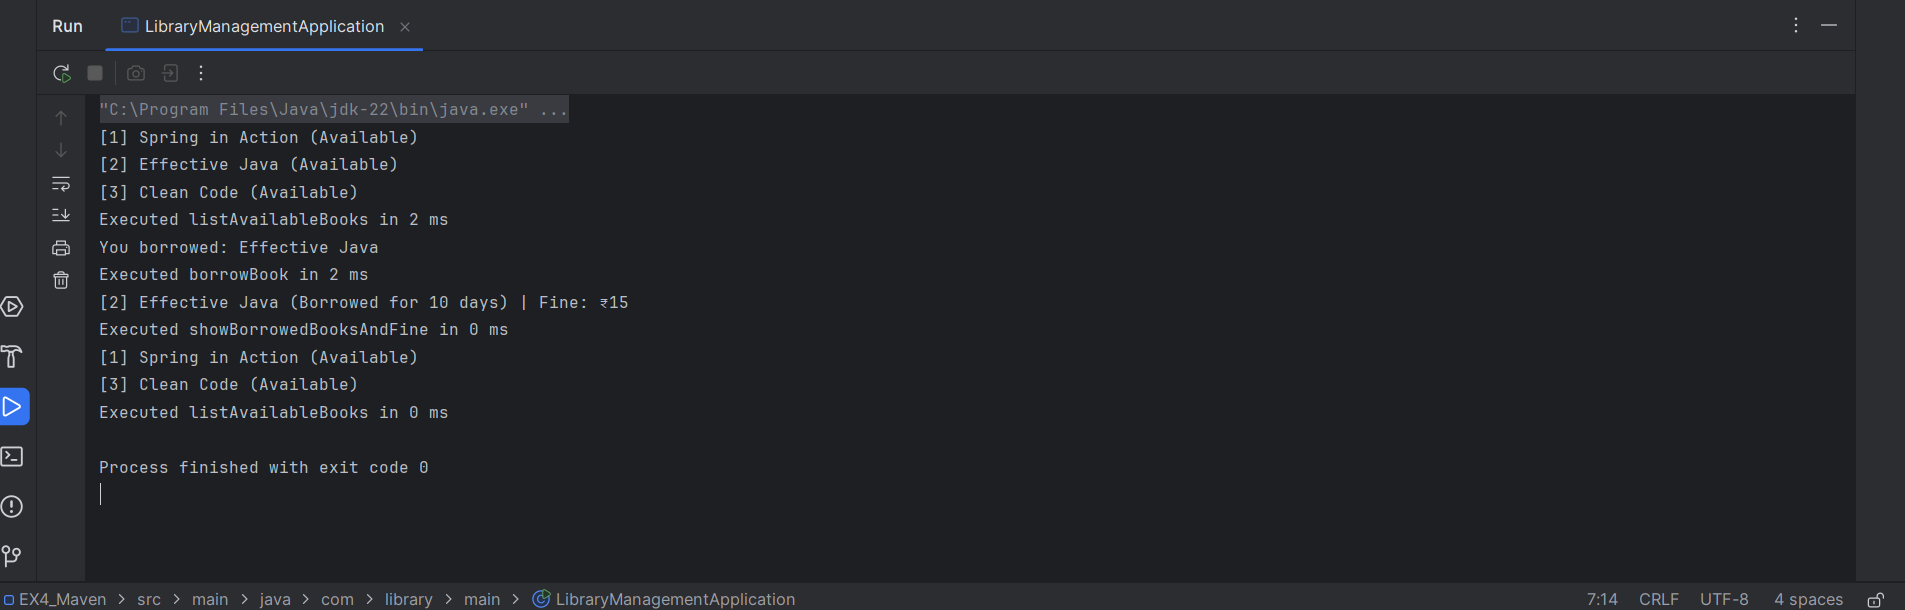 Run LibraryManagementApplication
"C:\Program Files\Java\jdk-22\bin\java.exe" ...
[1] Spring in Action (Available)
[2] Effective Java (Available)
[3] Clean Code (Available)
Executed listAvailableBooks in 2 ms
You borrowed: Effective Java
Executed borrowBook in 2 ms
[2] Effective Java (Borrowed for 10 days) | Fine: ₹15
Executed showBorrowedBooksAndFine in 0 ms
[1] Spring in Action (Available)
[3] Clean Code (Available)
Executed listAvailableBooks in 0 ms
Process finished with exit code 0
EX4_Maven > src > main > java > com > library > main > LibraryManagementApplication 7:14 CRLF UTF-8 4 spaces